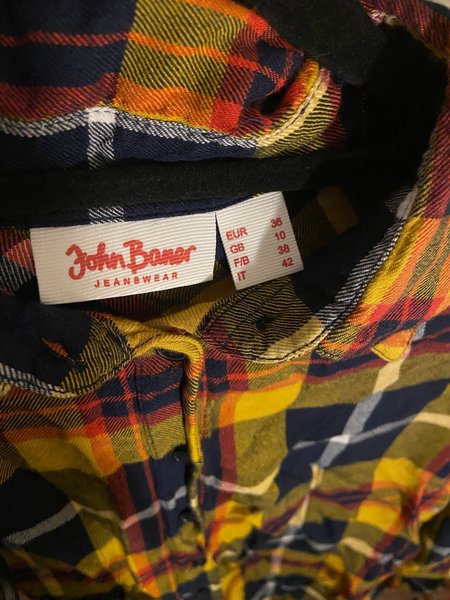 John Baner
JEANSWEAR
EUR 36
GB 10
F/B 38
IT 42